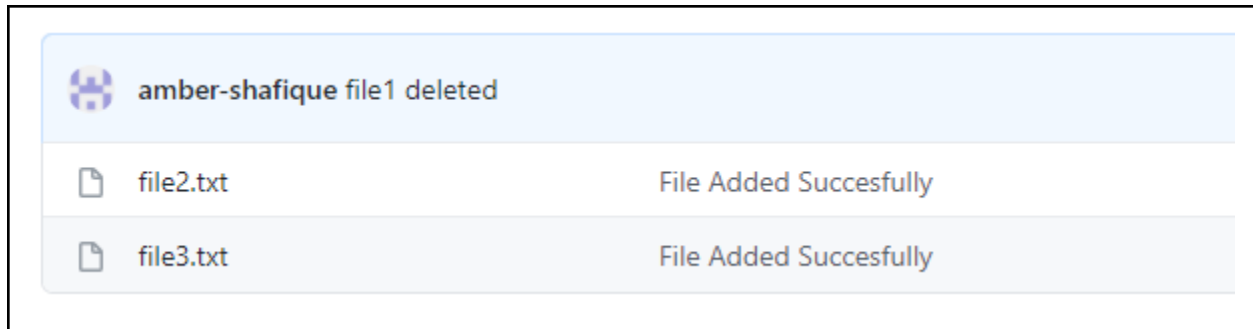 amber-shafique file1 deleted
file2.txt File Added Succesfully
file3.txt File Added Succesfully